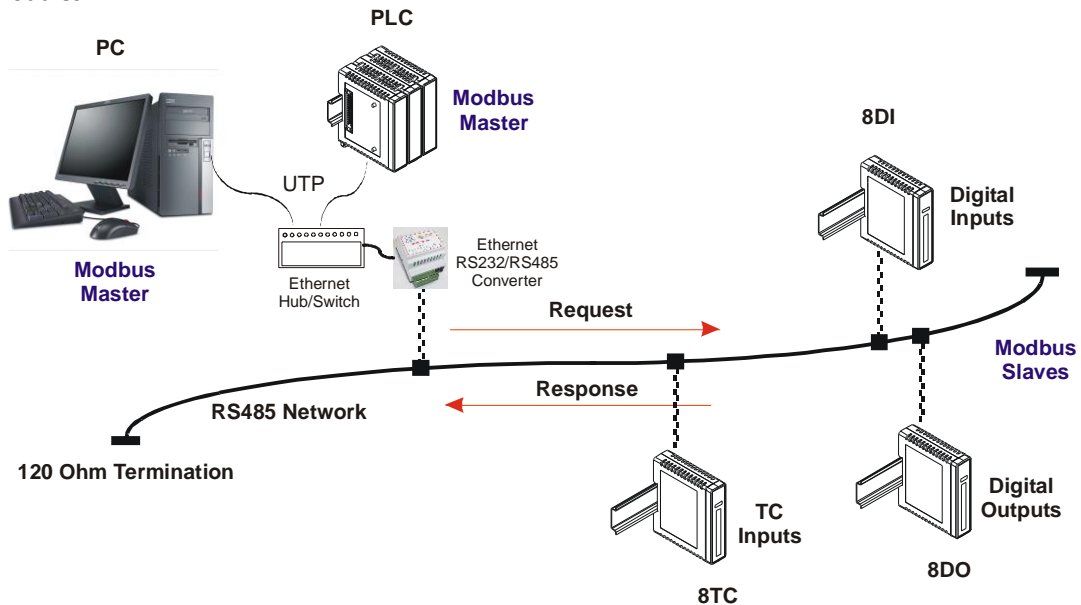 PLC
PC
Modbus
Master
8DI
UTP
Digital
Inputs
Ethernet
RS232/RS485
Converter
Modbus
Master
Ethernet
Hub/Switch
Request
Modbus
Slaves
Response
RS485 Network
120 Ohm Termination
TC
Inputs
Digital
Outputs
8DO
8TC